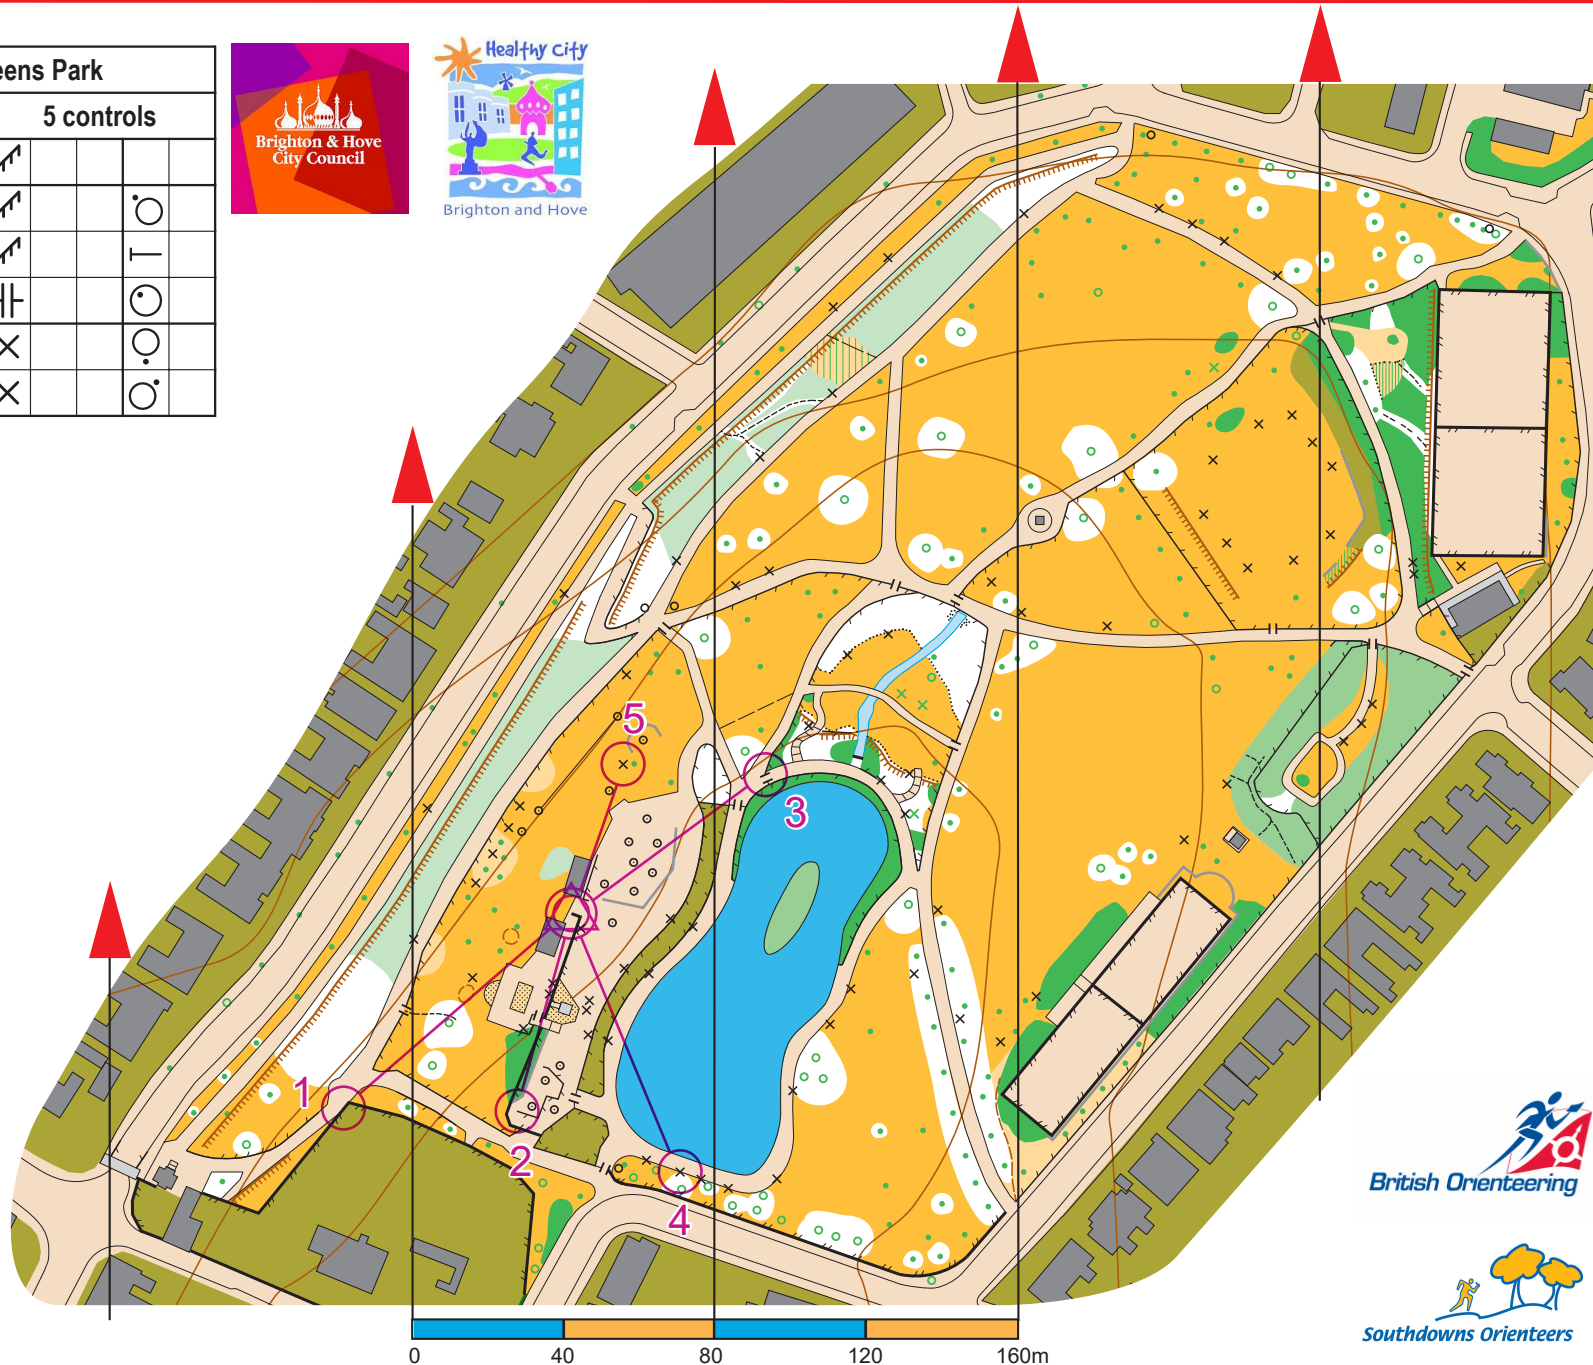 eens Park
5 controls
Brighton & Hove
City Council
Healthy City
Brighton and Hove
5
3
1
2
4
British Orienteering
Southdowns Orienteers
0 40 80 120 160m